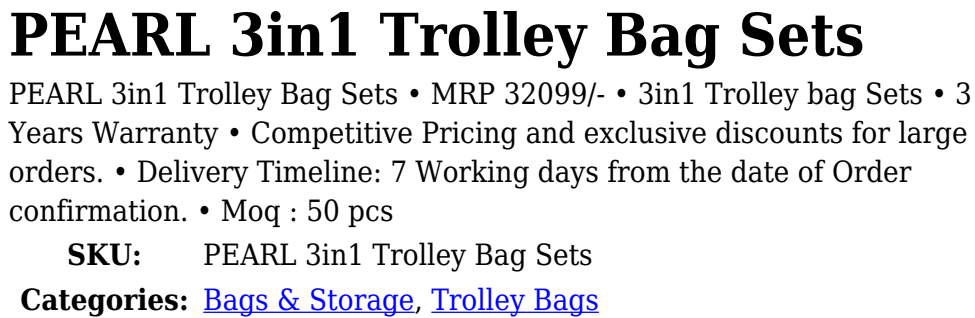 PEARL 3in1 Trolley Bag Sets
PEARL 3in1 Trolley Bag Sets • MRP 32099/- • 3in1 Trolley bag Sets • 3
Years Warranty • Competitive Pricing and exclusive discounts for large
orders. • Delivery Timeline: 7 Working days from the date of Order
confirmation. • Moq : 50 pcs
SKU: PEARL 3in1 Trolley Bag Sets
Categories: Bags & Storage, Trolley Bags